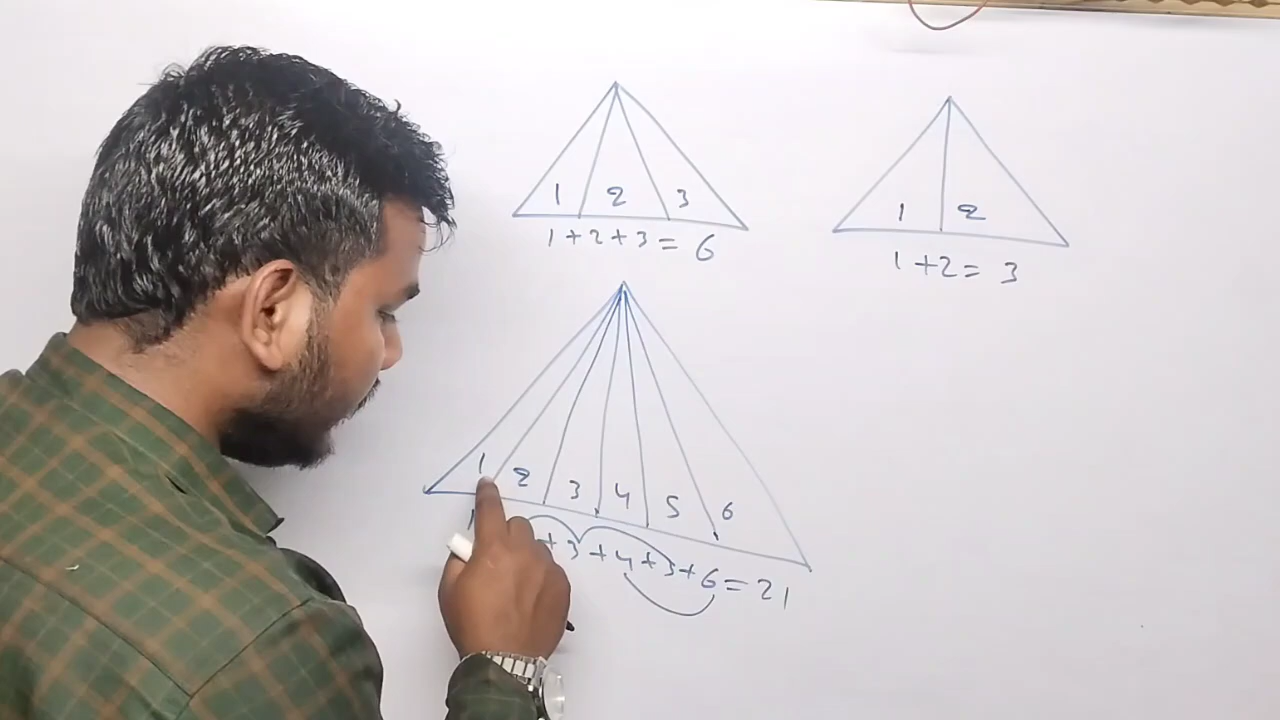 1 2 3
1+2+3=6
1 2
1+2=3
1 2 3 4 5 6
+3+4+5+6=21